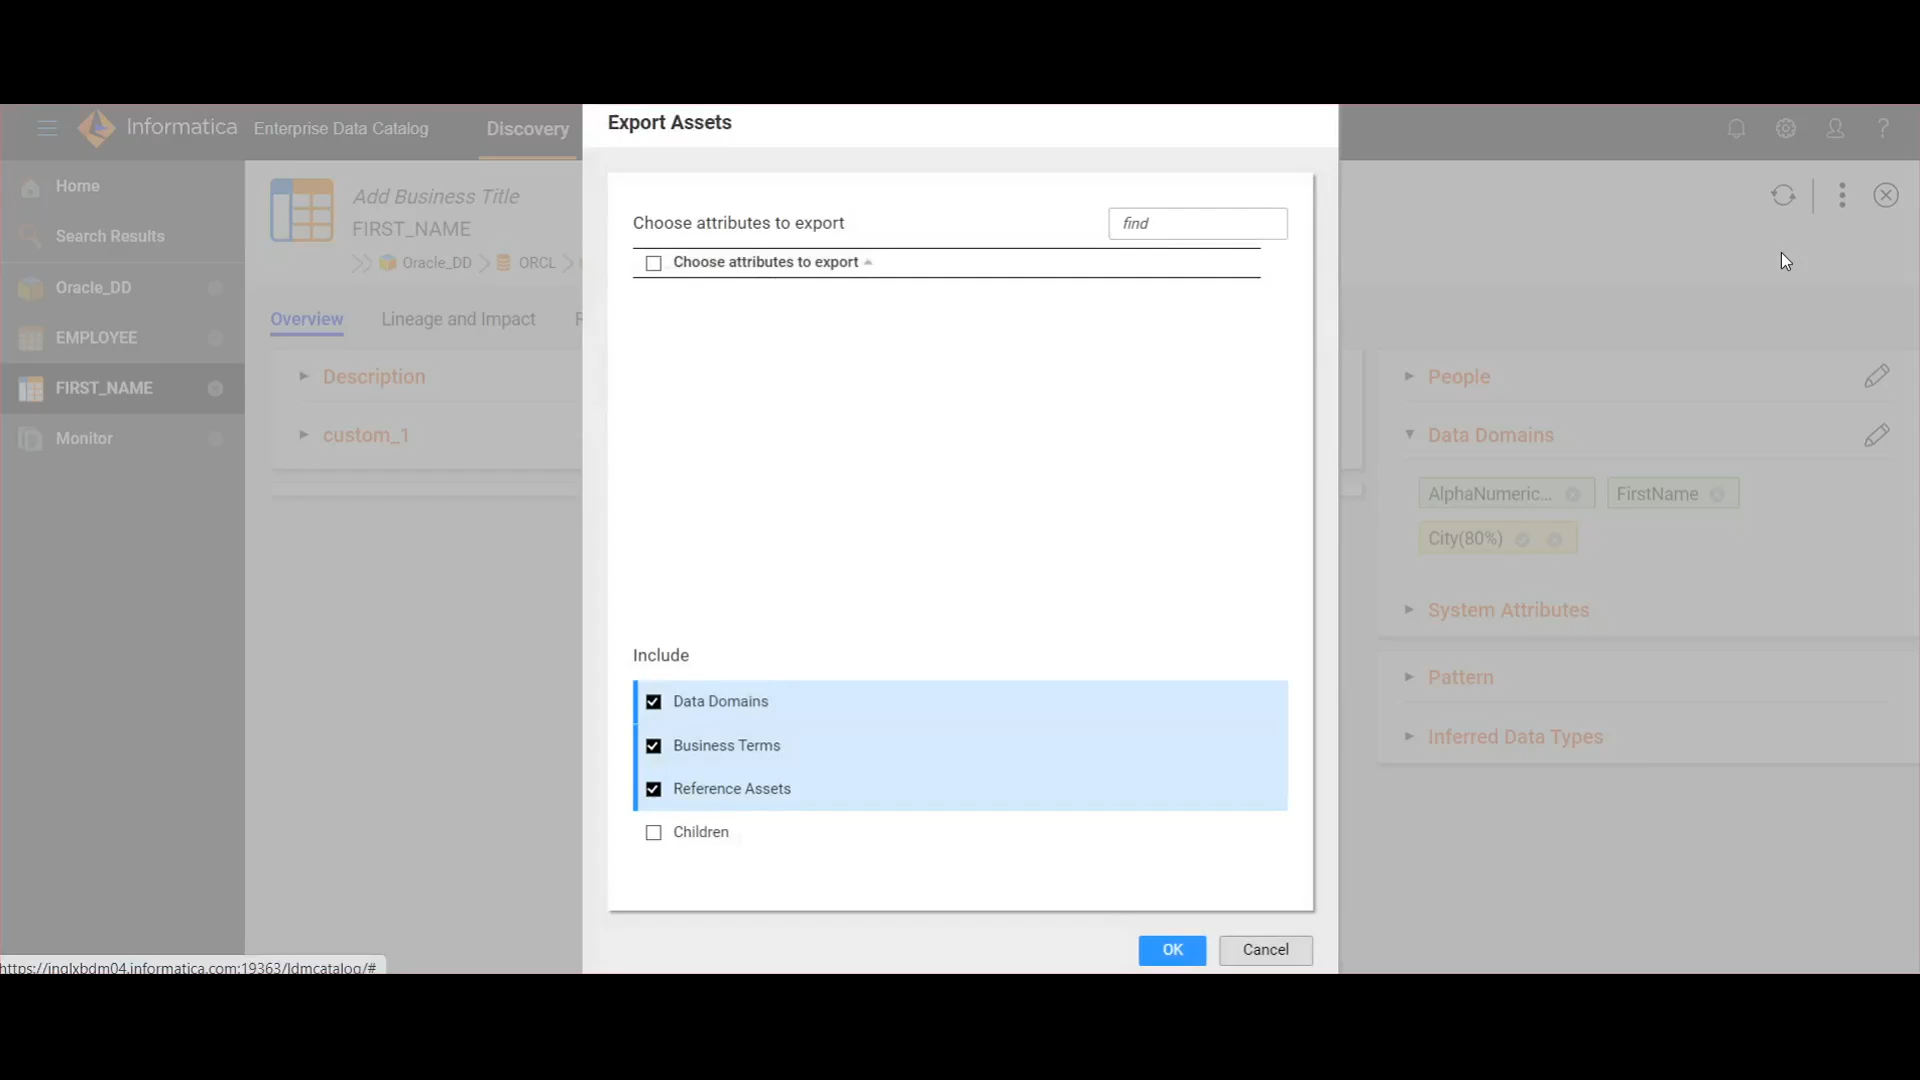 Informatica Enterprise Data Catalog Discovery
Export Assets
Home
Search Results
Oracle_DD
EMPLOYEE
FIRST_NAME
Monitor
Add Business Title
FIRST_NAME
Oracle_DD ORCL
Overview Lineage and Impact
Description
custom_1
Choose attributes to export find
Choose attributes to export
Include
Data Domains
Business Terms
Reference Assets
Children
OK Cancel
People
Data Domains
AlphaNumeric... FirstName
City(80%)
System Attributes
Pattern
Inferred Data Types
https://inglxbdm04.informatica.com:19363/ldmcatalog/#